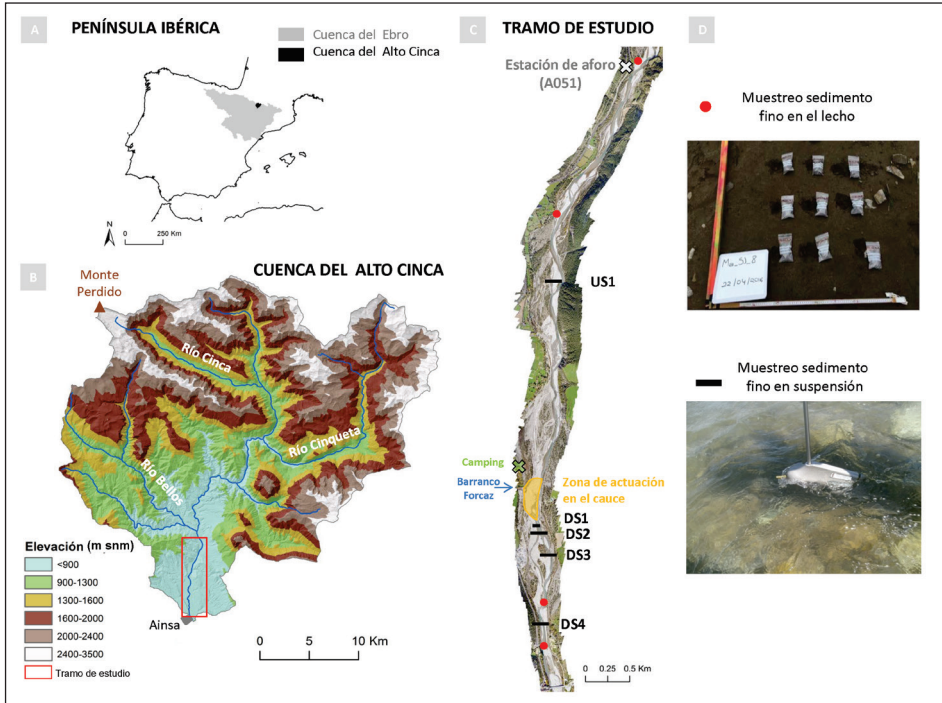 A
PENÍNSULA IBÉRICA
Cuenca del Ebro
Cuenca del Alto Cinca
N
0 250 Km
B
CUENCA DEL ALTO CINCA
Monte
Perdido
Río Cinca
Río Cinqueta
Río Bellos
Elevación (m snm)
<900
900-1300
1300-1600
1600-2000
2000-2400
2400-3500
Tramo de estudio
Ainsa
0 5 10 Km
C
TRAMO DE ESTUDIO
Estación de aforo
(A051)
US1
Camping
Barranco
Forcaz
Zona de actuación
en el cauce
DS1
DS2
DS3
DS4
0 0.25 0.5 Km
D
Muestreo sedimento
fino en el lecho
Muestreo sedimento
fino en suspensión